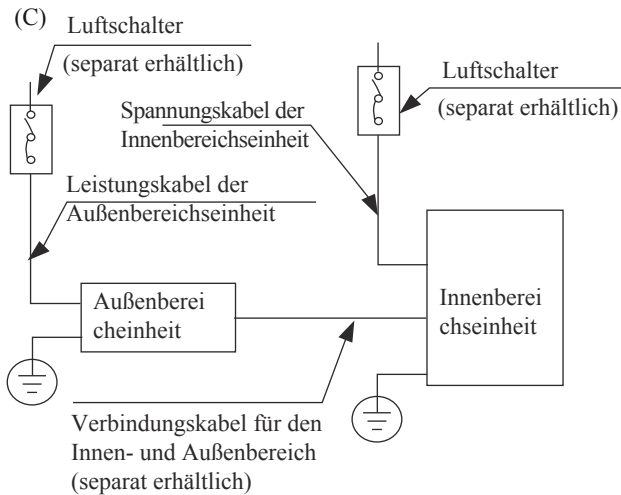 (C)
Luftschalter
(separat erhältlich)
Luftschalter
(separat erhältlich)
Spannungskabel der
Innenbereichseinheit
Leistungskabel der
Außenbereichseinheit
Außenberei
cheinheit
Innenberei
chseinheit
Verbindungskabel für den
Innen- und Außenbereich
(separat erhältlich)